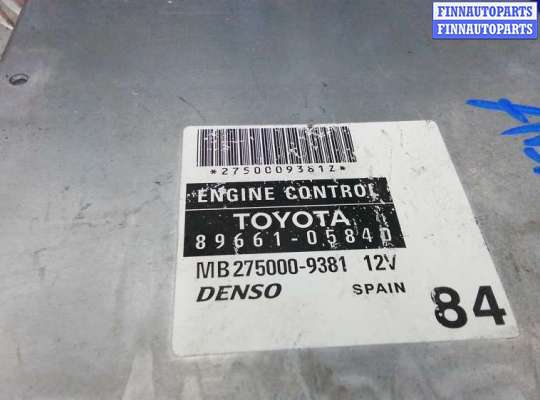 FINNAUTOPARTS
FINNAUTOPARTS
*2750009381Z*
ENGINE CONTROL
TOYOTA
89661-05840
MB275000-9381 12V
DENSO SPAIN 84